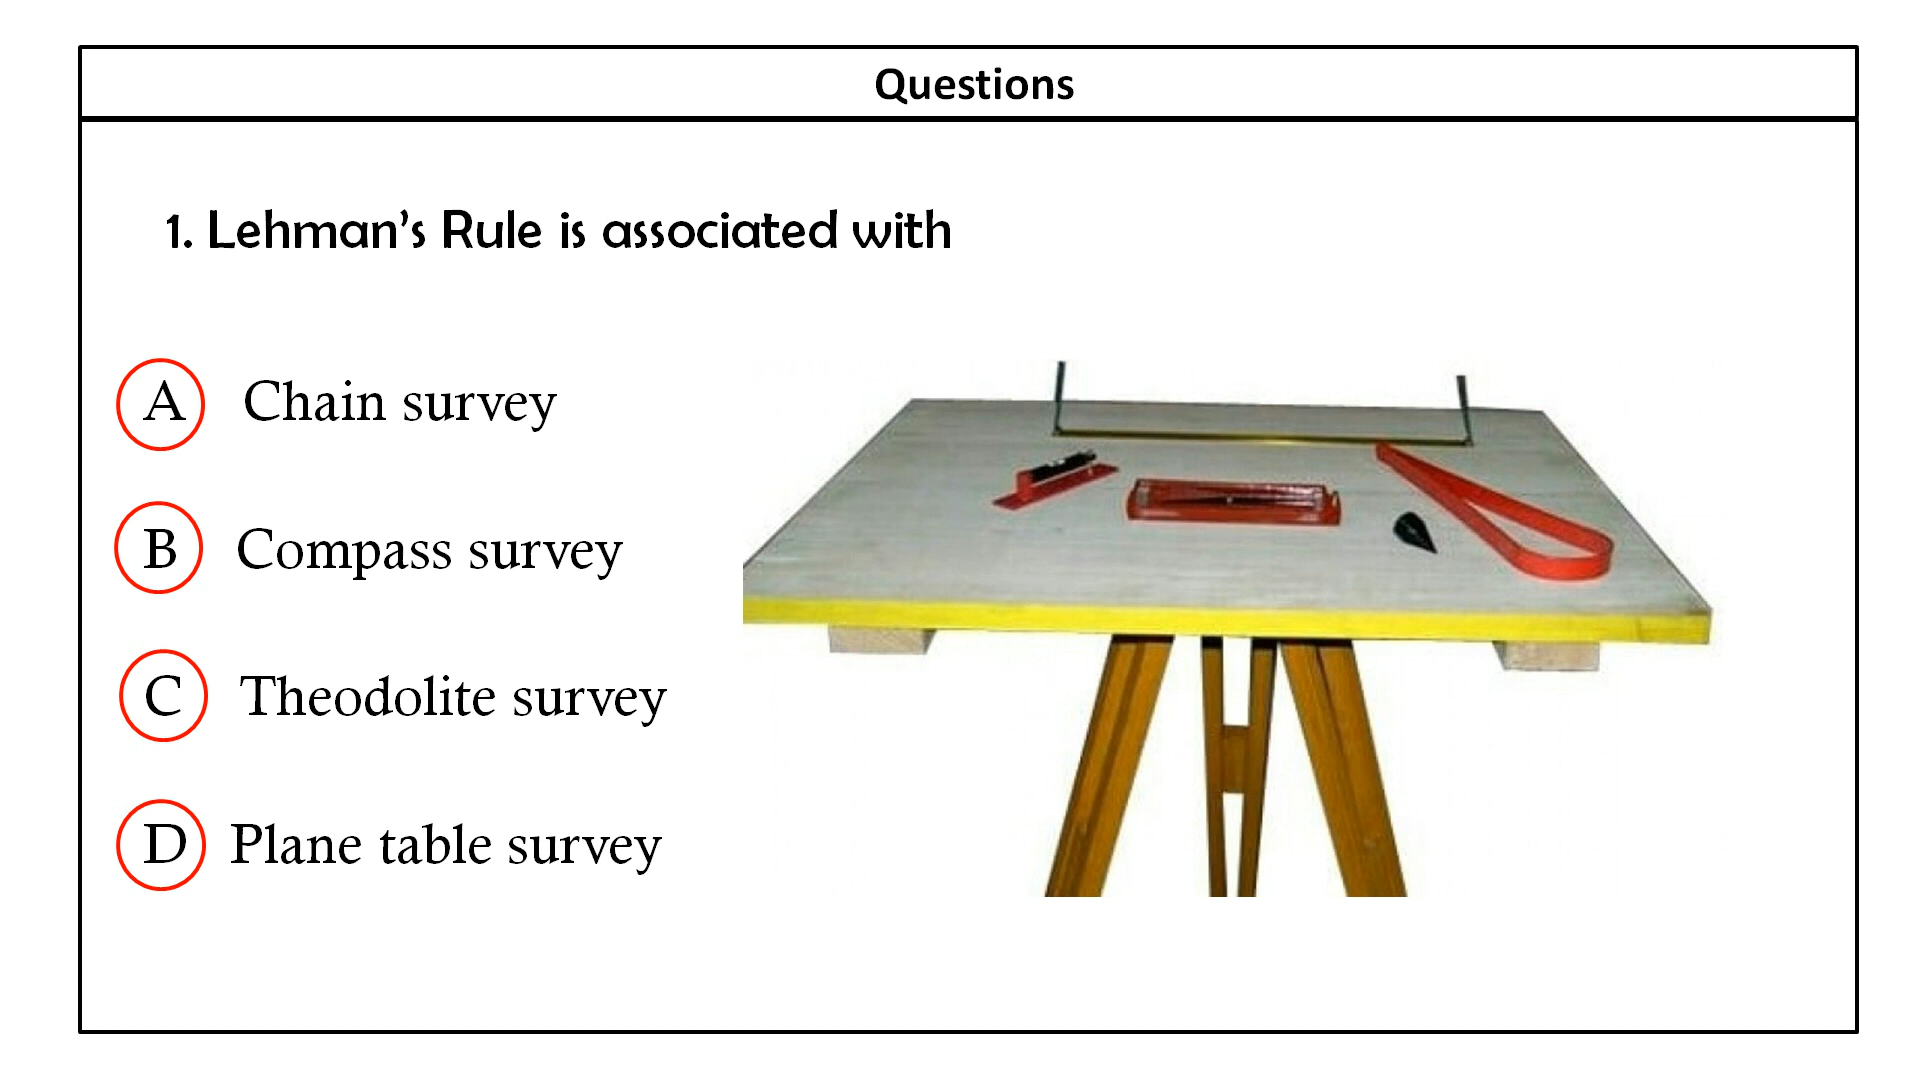 Questions
1. Lehman’s Rule is associated with
A Chain survey
B Compass survey
C Theodolite survey
D Plane table survey